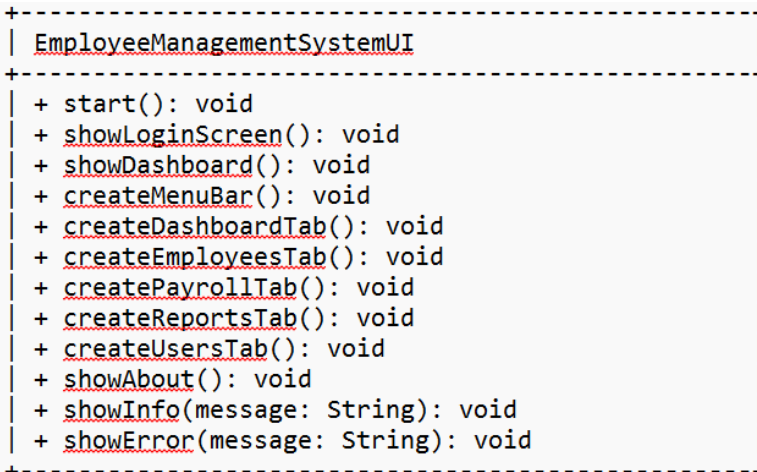 +--------------------------------------------------
| EmployeeManagementSystemUI
+--------------------------------------------------
| + start(): void
| + showLoginScreen(): void
| + showDashboard(): void
| + createMenuBar(): void
| + createDashboardTab(): void
| + createEmployeesTab(): void
| + createPayrollTab(): void
| + createReportsTab(): void
| + createUsersTab(): void
| + showAbout(): void
| + showInfo(message: String): void
| + showError(message: String): void
+--------------------------------------------------